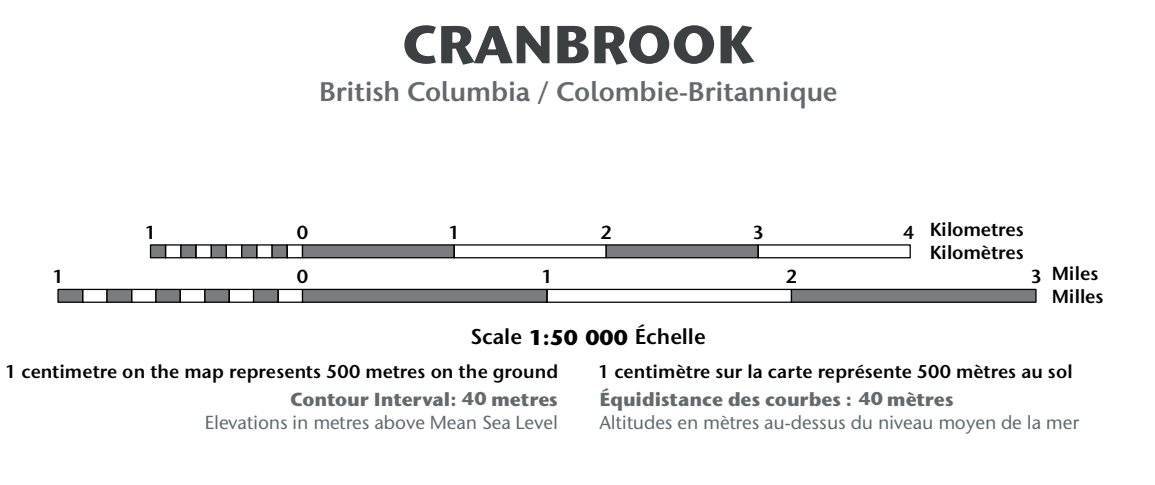 CRANBROOK
British Columbia / Colombie-Britannique
1 0 1 2 3 4 Kilometres
Kilomètres
1 0 1 2 3 Miles
Milles
Scale 1:50 000 Échelle
1 centimetre on the map represents 500 metres on the ground
1 centimètre sur la carte représente 500 mètres au sol
Contour Interval: 40 metres
Équidistance des courbes : 40 mètres
Elevations in metres above Mean Sea Level
Altitudes en mètres au-dessus du niveau moyen de la mer